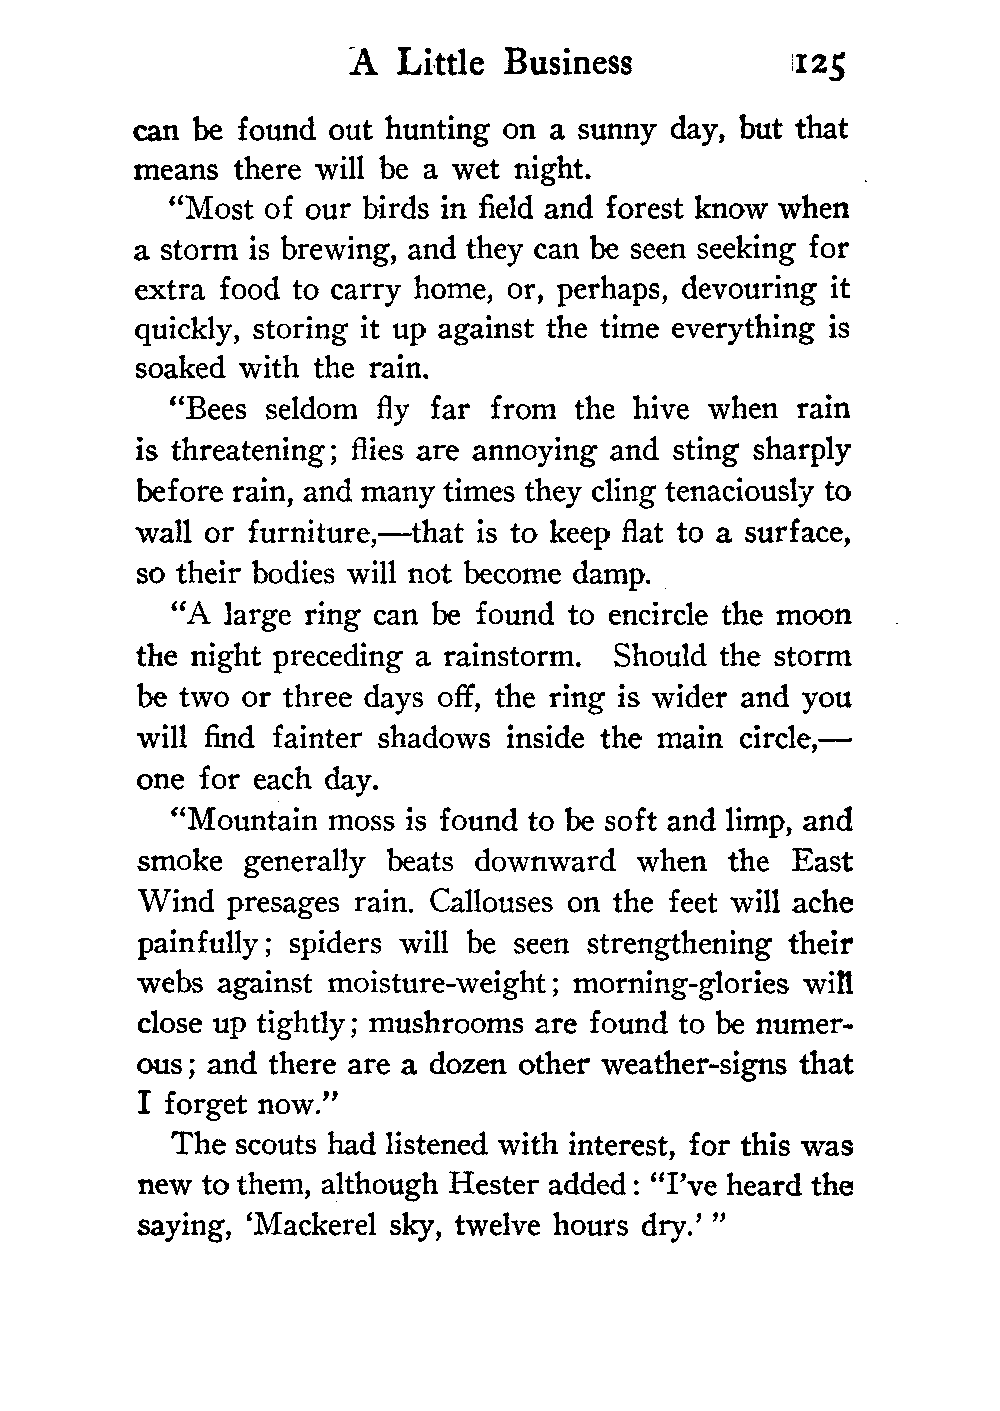 A Little Business 125
can be found out hunting on a sunny day, but that
means there will be a wet night.
“Most of our birds in field and forest know when
a storm is brewing, and they can be seen seeking for
extra food to carry home, or, perhaps, devouring it
quickly, storing it up against the time everything is
soaked with the rain.
“Bees seldom fly far from the hive when rain
is threatening; flies are annoying and sting sharply
before rain, and many times they cling tenaciously to
wall or furniture,—that is to keep flat to a surface,
so their bodies will not become damp.
“A large ring can be found to encircle the moon
the night preceding a rainstorm. Should the storm
be two or three days off, the ring is wider and you
will find fainter shadows inside the main circle,—
one for each day.
“Mountain moss is found to be soft and limp, and
smoke generally beats downward when the East
Wind presages rain. Callouses on the feet will ache
painfully; spiders will be seen strengthening their
webs against moisture-weight; morning-glories will
close up tightly; mushrooms are found to be numer-
ous; and there are a dozen other weather-signs that
I forget now.”
The scouts had listened with interest, for this was
new to them, although Hester added: “I’ve heard the
saying, ‘Mackerel sky, twelve hours dry.’ ”